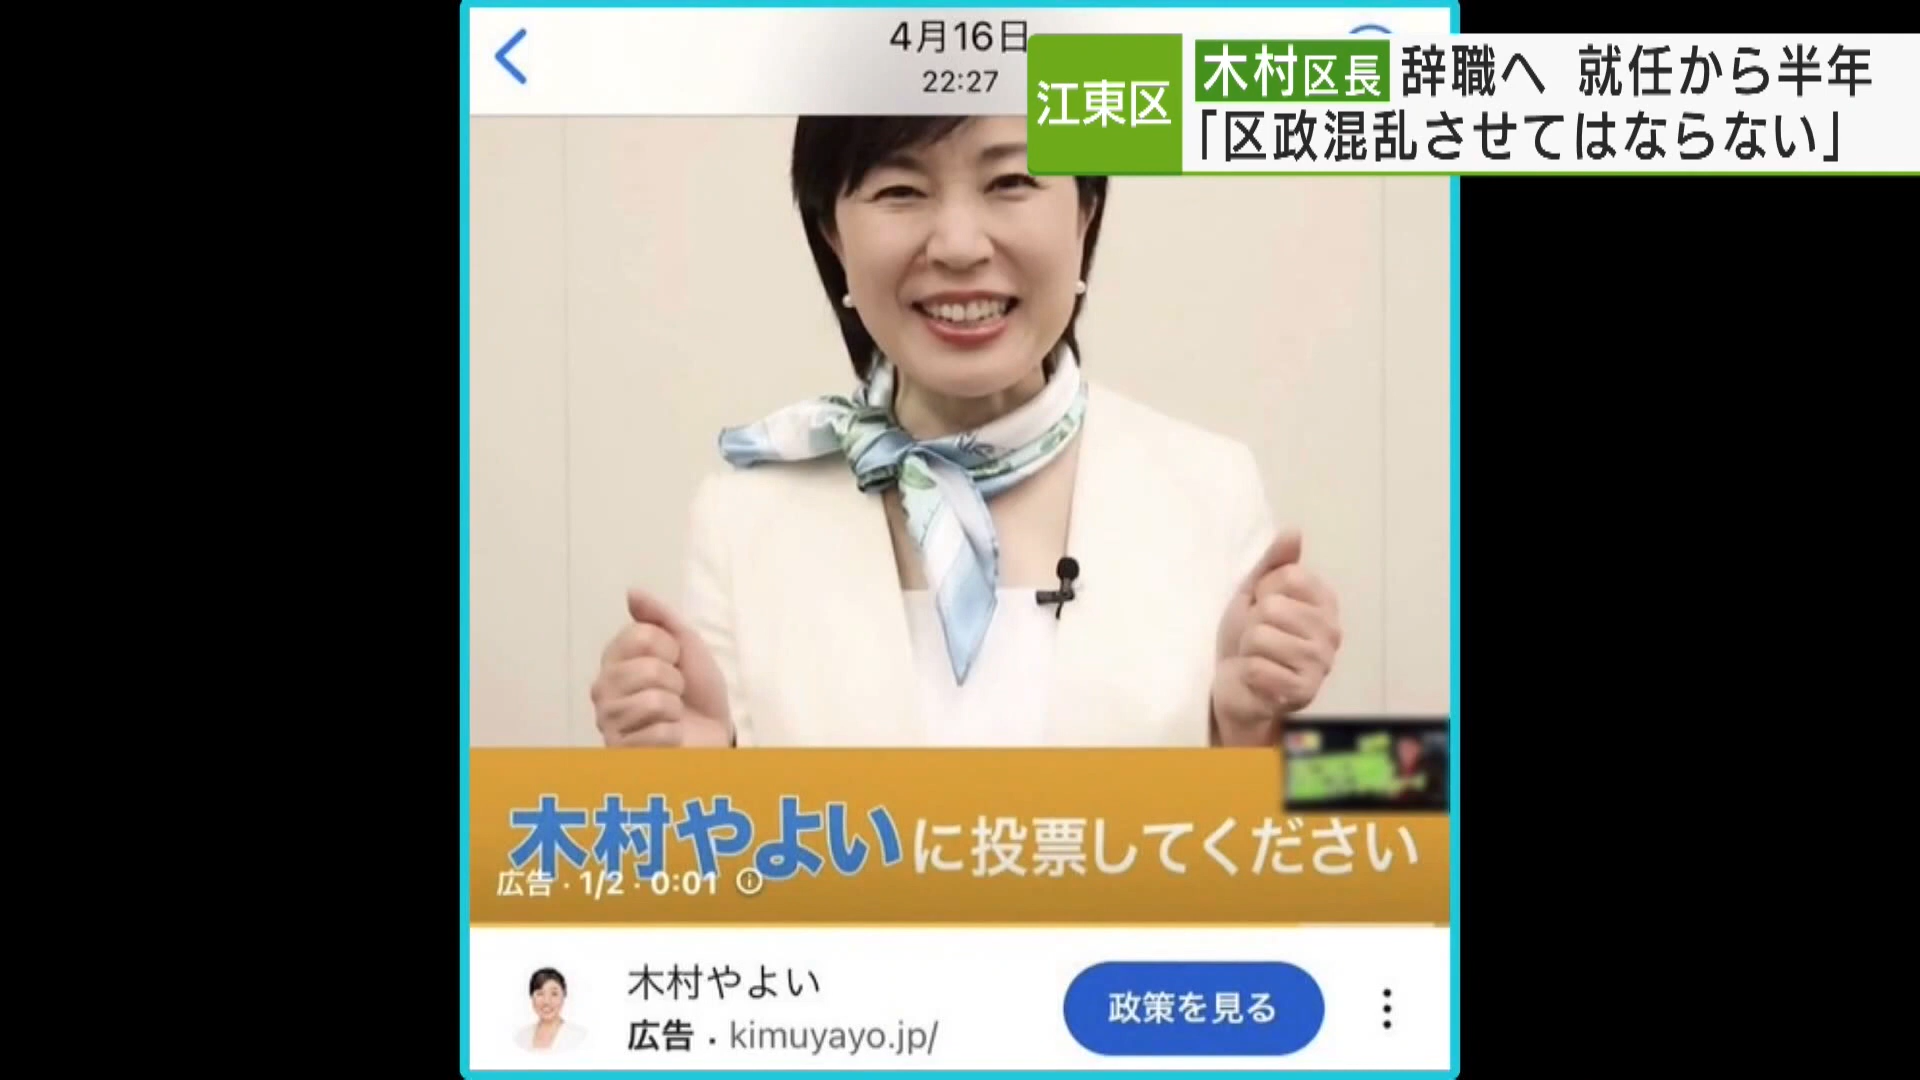 4月16日
22:27
江東区
木村区長 辞職へ 就任から半年
「区政混乱させてはならない」
木村やよいに投票してください
広告・1/2・0:01
木村やよい
広告・kimuyayo.jp/
政策を見る